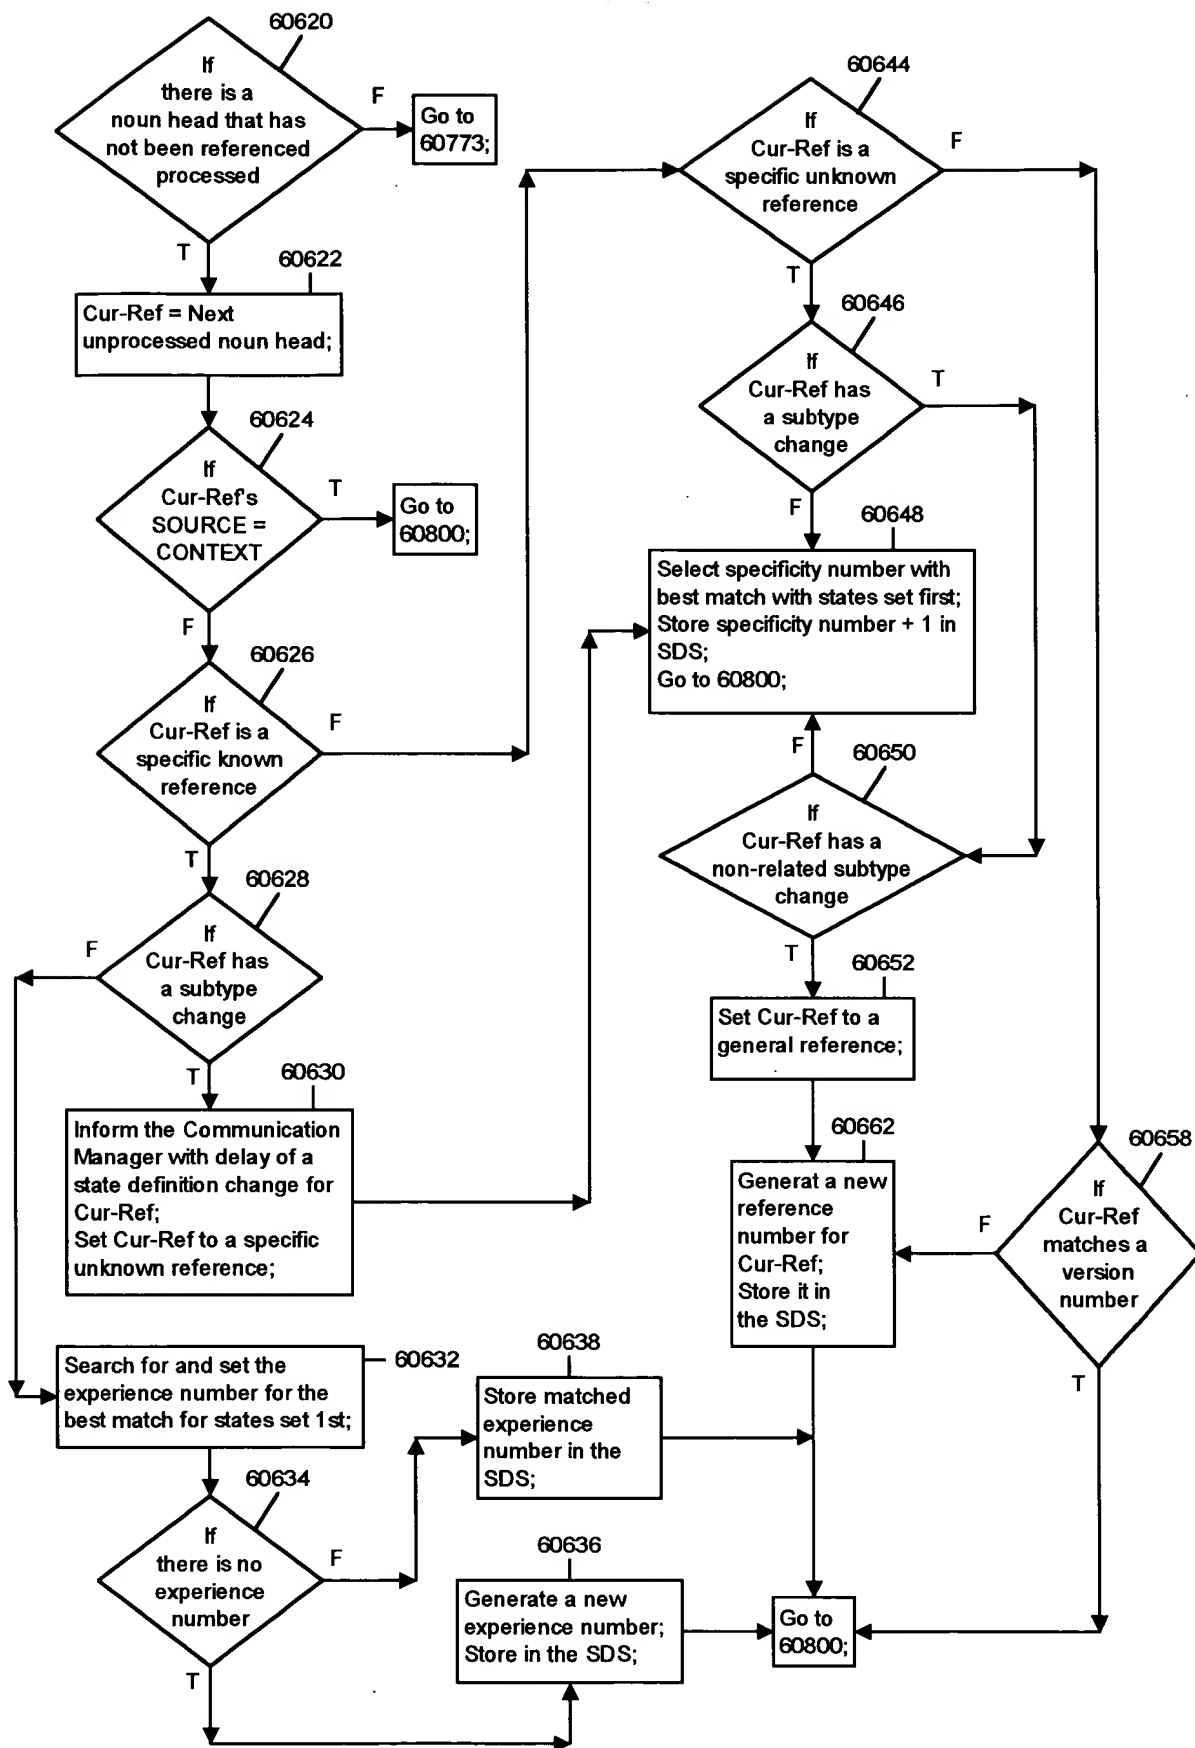 60620
If
there is a
noun head that has
not been referenced
processed
F
Go to
60773;
T
60622
Cur-Ref = Next
unprocessed noun head;
60624
If
Cur-Ref's
SOURCE =
CONTEXT
T
Go to
60800;
F
60626
If
Cur-Ref is a
specific known
reference
F
T
60628
If
Cur-Ref has
a subtype
change
F
T
60630
Inform the Communication
Manager with delay of a
state definition change for
Cur-Ref;
Set Cur-Ref to a specific
unknown reference;
60632
Search for and set the
experience number for the
best match for states set 1st;
60634
If
there is no
experience
number
F
T
60638
Store matched
experience
number in the
SDS;
60636
Generate a new
experience number;
Store in the SDS;
60644
If
Cur-Ref is a
specific unknown
reference
F
T
60646
If
Cur-Ref has
a subtype
change
T
F
60648
Select specificity number with
best match with states set first;
Store specificity number + 1 in
SDS;
Go to 60800;
F
60650
If
Cur-Ref has a
non-related subtype
change
T
60652
Set Cur-Ref to a
general reference;
60662
Generat a new
reference
number for
Cur-Ref;
Store it in
the SDS;
60658
If
Cur-Ref
matches a
version
number
F
T
Go to
60800;